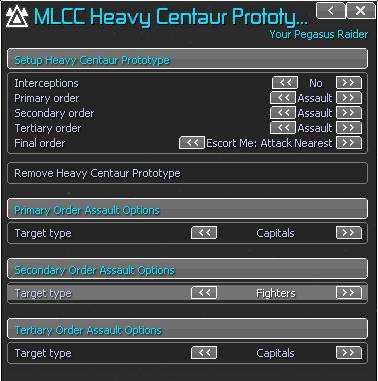 MLCC Heavy Centaur Prototy...
Your Pegasus Raider
Setup Heavy Centaur Prototype
Interceptions << No >>
Primary order << Assault >>
Secondary order << Assault >>
Tertiary order << Assault >>
Final order << Escort Me: Attack Nearest >>
Remove Heavy Centaur Prototype
Primary Order Assault Options
Target type << Capitals >>
Secondary Order Assault Options
Target type << Fighters >>
Tertiary Order Assault Options
Target type << Capitals >>